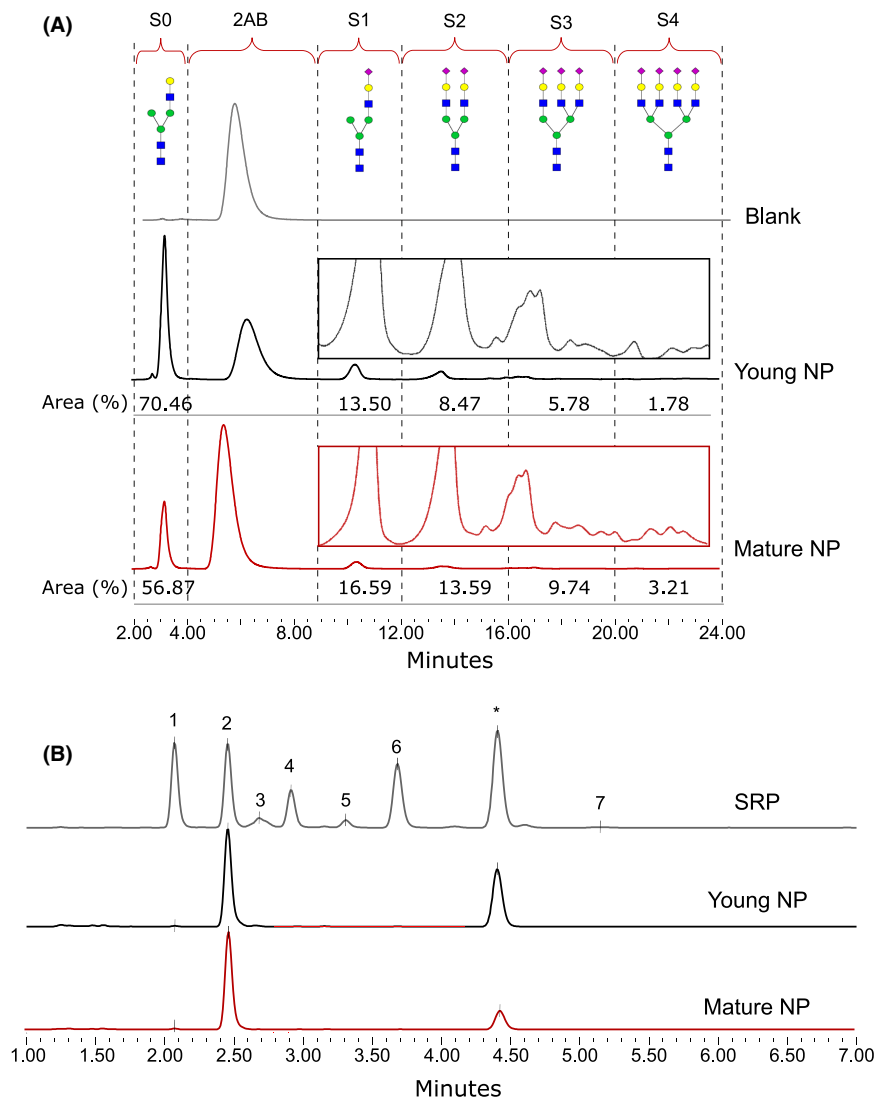 (A)
S0 2AB S1 S2 S3 S4
Blank
Young NP
Area (%) 70.46 13.50 8.47 5.78 1.78
Mature NP
Area (%) 56.87 16.59 13.59 9.74 3.21
2.00 4.00 8.00 12.00 16.00 20.00 24.00
Minutes
(B)
1 2 3 4 5 6 * 7
SRP
Young NP
Mature NP
1.00 1.50 2.00 2.50 3.00 3.50 4.00 4.50 5.00 5.50 6.00 6.50 7.00
Minutes